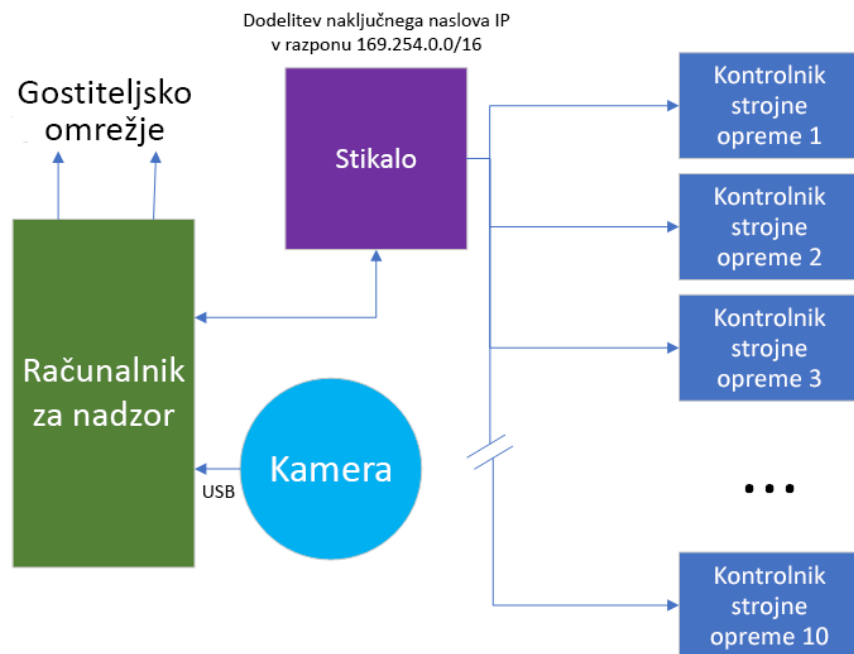 Dodelitev naključnega naslova IP
v razponu 169.254.0.0/16
Gostiteljsko
omrežje
Stikalo
Računalnik
za nadzor
Kamera
USB
Kontrolnik
strojne
opreme 1
Kontrolnik
strojne
opreme 2
Kontrolnik
strojne
opreme 3
...
Kontrolnik
strojne
opreme 10